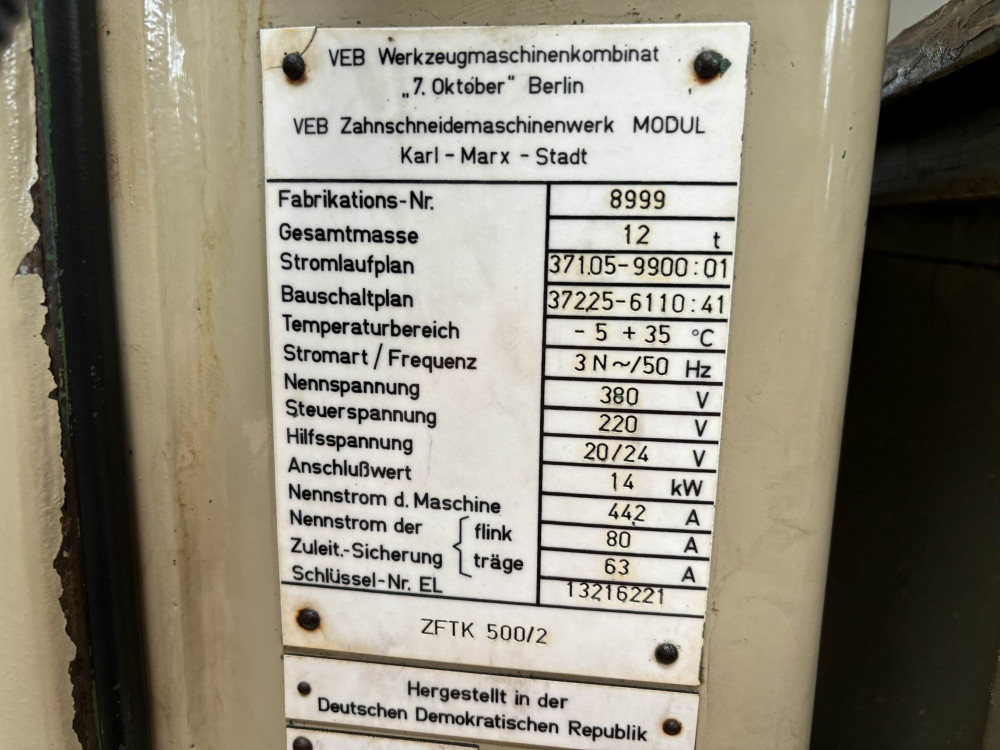 VEB Werkzeugmaschinenkombinat
„7. Oktober" Berlin
VEB Zahnschneidemaschinenwerk MODUL
Karl - Marx - Stadt
Fabrikations-Nr. 8999
Gesamtmasse 12 t
Stromlaufplan 371.05-9900:01
Bauschaltplan 372.25-6110:41
Temperaturbereich - 5 + 35 °C
Stromart / Frequenz 3 N ~/50 Hz
Nennspannung 380 V
Steuerspannung 220 V
Hilfsspannung 20/24 V
Anschlußwert 14 kW
Nennstrom d. Maschine 44,2 A
Nennstrom der { flink 80 A
Zuleit.-Sicherung { träge 63 A
Schlüssel-Nr. EL 13216221
ZFTK 500/2
Hergestellt in der
Deutschen Demokratischen Republik